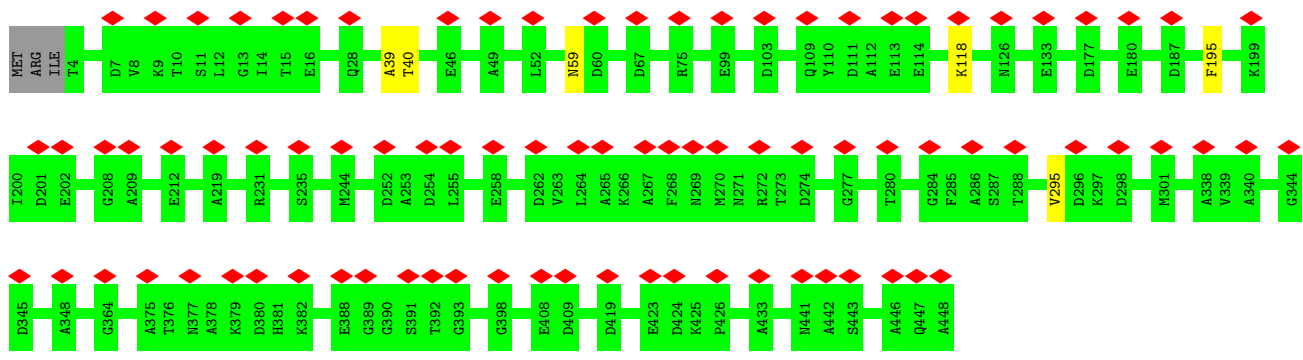 MET ARG ILE T4 D7 V8 K9 T10 S11 L12 G13 I14 T15 E16 Q28 A39 T40 E46 A49 L52 N59 D60 D67 R75 E99 D103 Q109 Y110 D111 A112 E113 E114 K118 N126 E133 D177 E180 D187 F195 K199
I200 D201 E202 G208 A209 E212 A219 R231 S235 M244 D252 A253 D254 L255 E258 D262 V263 L264 A265 K266 A267 F268 N269 M270 N271 R272 T273 D274 G277 T280 G284 F285 A286 S287 T288 V295 D296 K297 D298 M301 A338 V339 A340 G344
D345 A348 G364 A375 T376 N377 A378 K379 D380 H381 K382 E388 G389 G390 S391 T392 G393 G398 E408 D409 D419 E423 D424 K425 P426 A433 N441 A442 S443 A446 Q447 A448